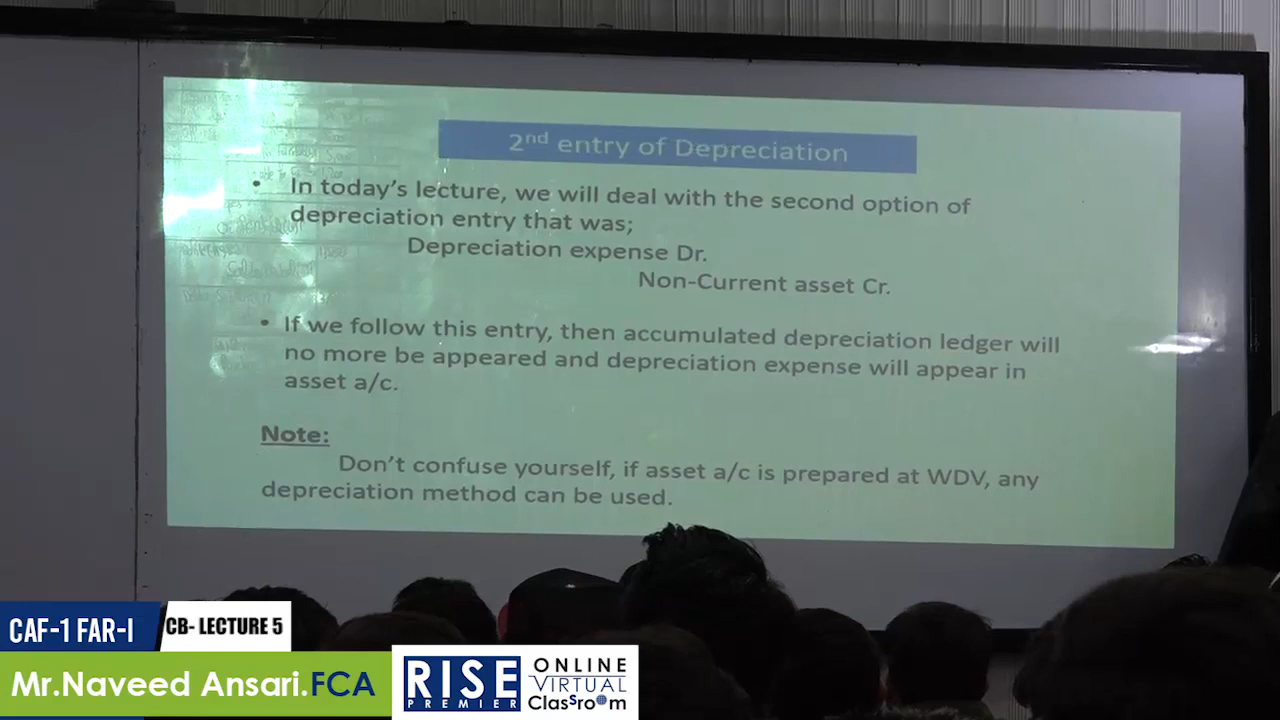 2nd entry of Depreciation
• In today's lecture, we will deal with the second option of
depreciation entry that was;
Depreciation expense Dr.
Non-Current asset Cr.
• If we follow this entry, then accumulated depreciation ledger will
no more be appeared and depreciation expense will appear in
asset a/c.
Note:
Don't confuse yourself, if asset a/c is prepared at WDV, any
depreciation method can be used.
CAF-1 FAR-I
CB- LECTURE 5
Mr.Naveed Ansari.FCA
RISE
PREMIER
ONLINE
VIRTUAL
Classroom